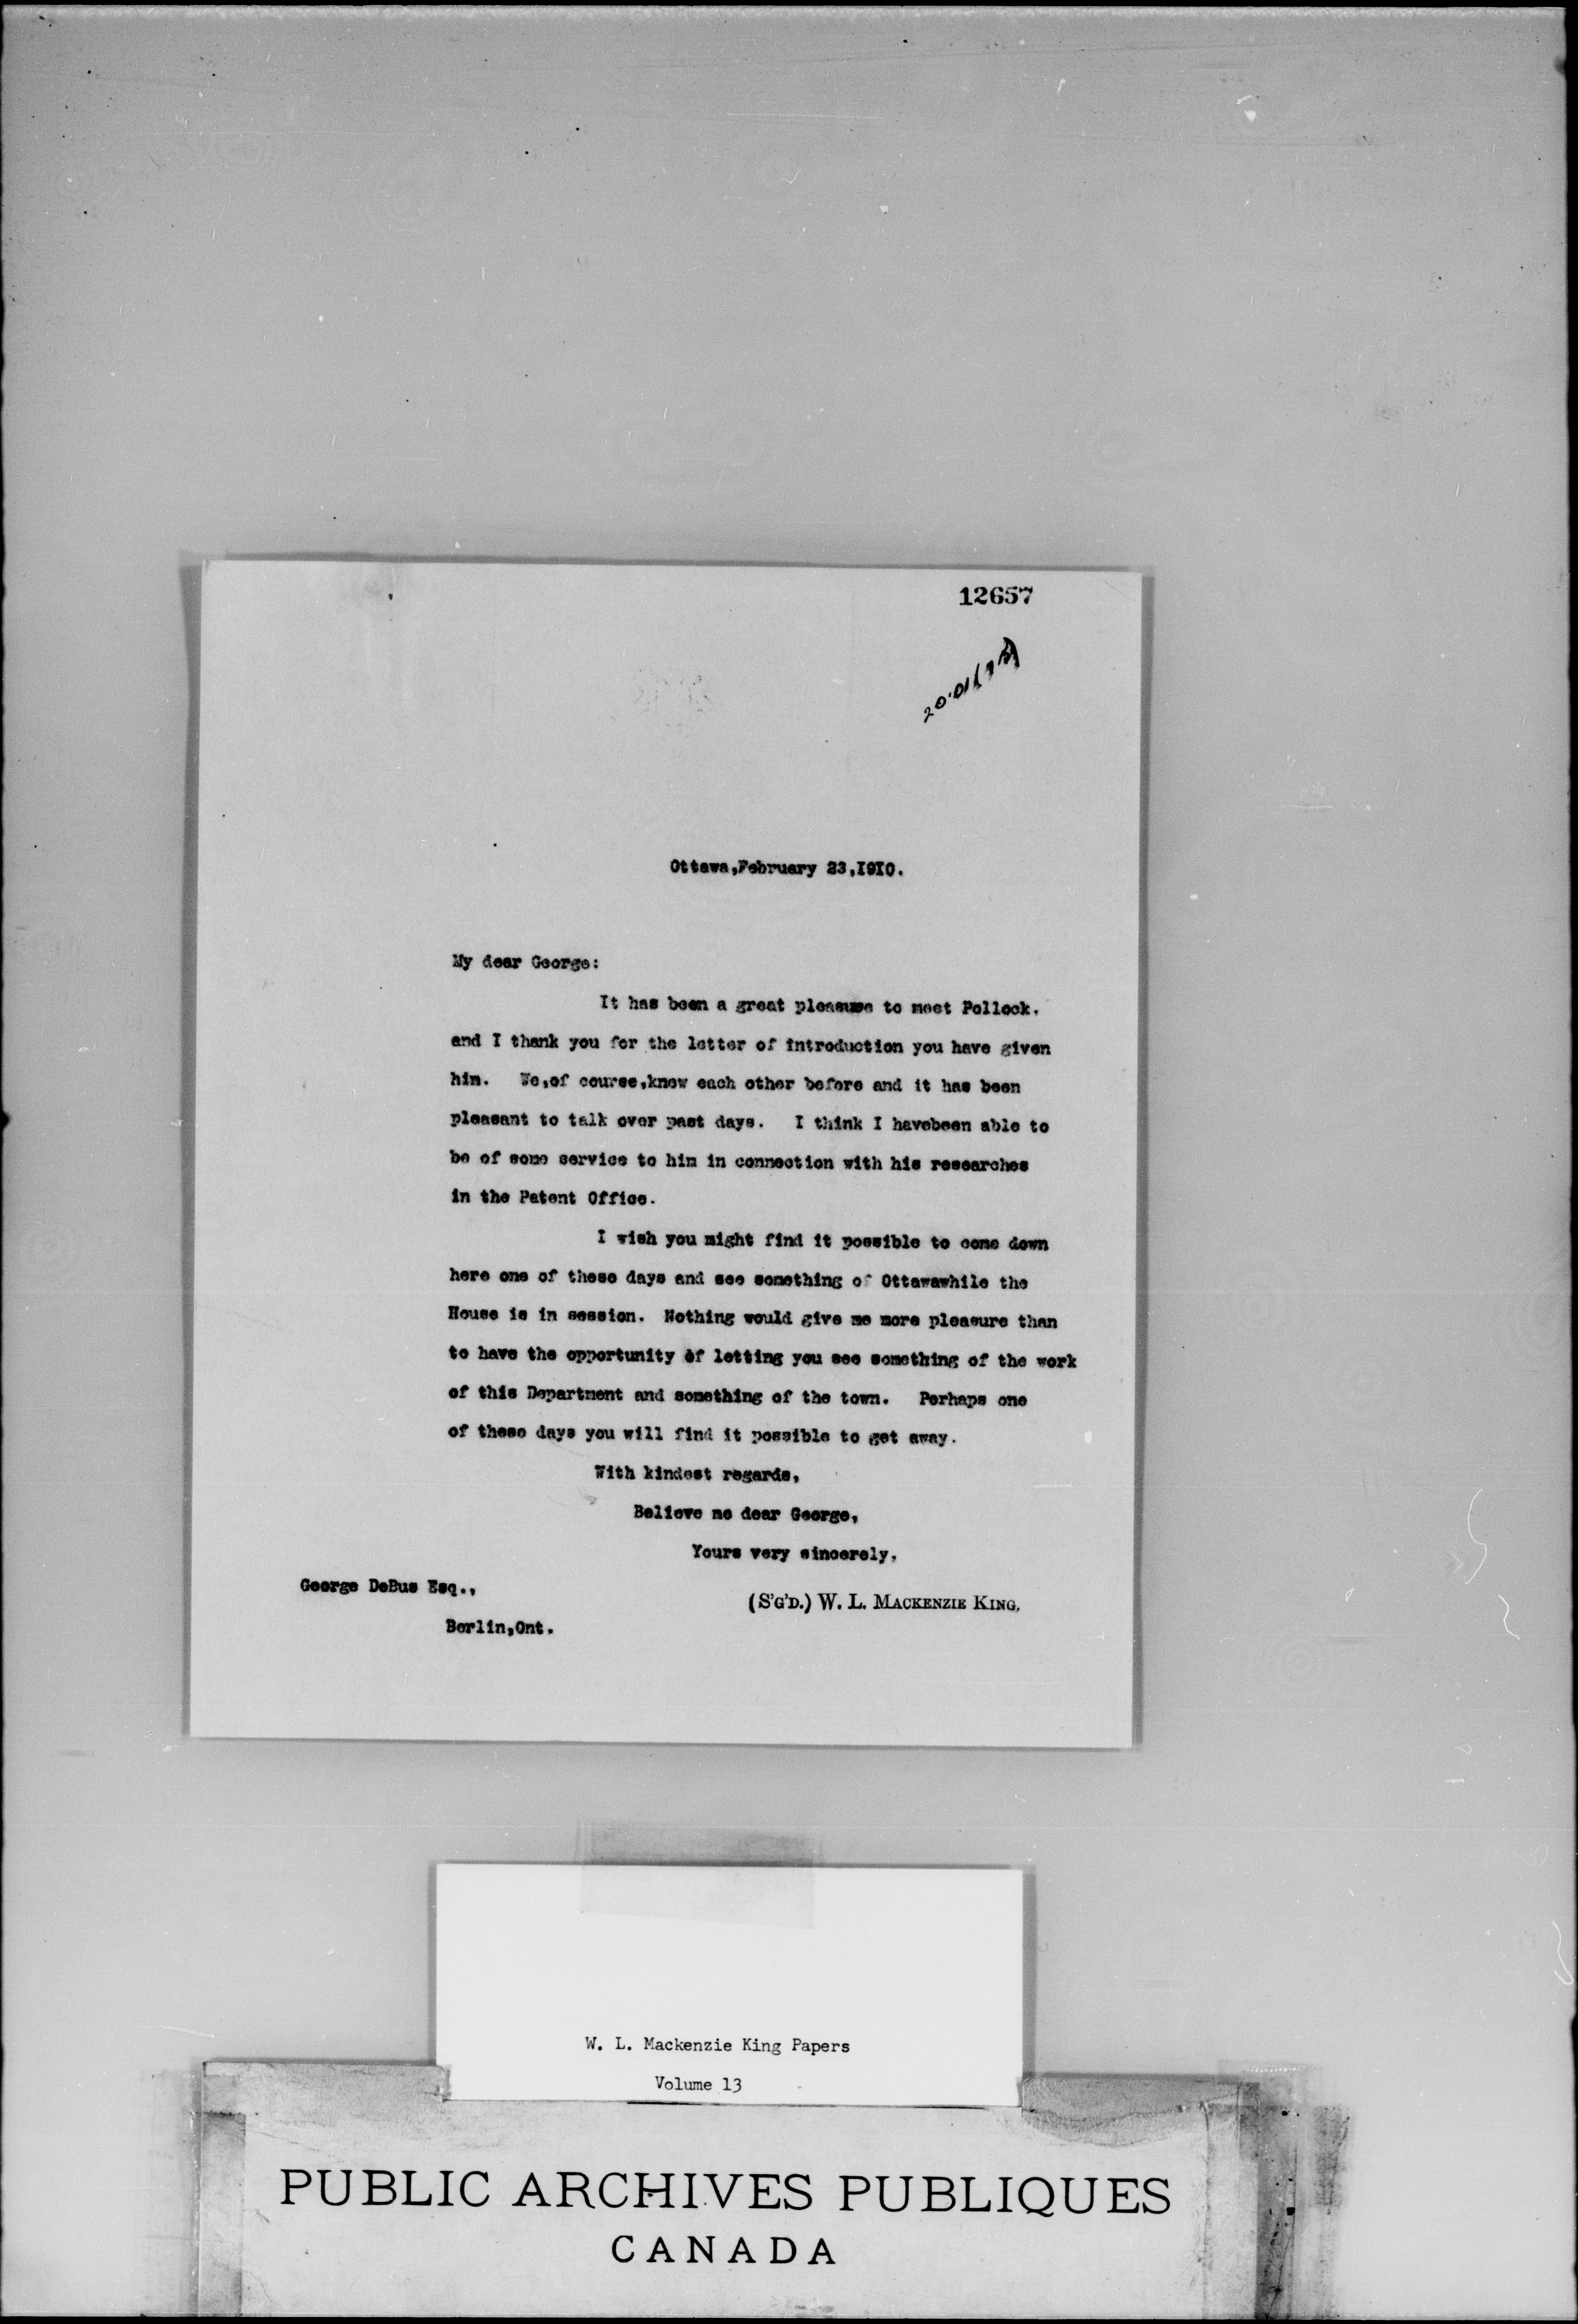 12657
Ottawa,February 23,I9I0.
My dear George:
It has been a great pleasure to meet Pollock,
and I thank you for the letter of introduction you have given
him. We,of course,knew each other before and it has been
pleasant to talk over past days. I think I havebeen able to
be of some service to him in connection with his researches
in the Patent Office.
I wish you might find it possible to come down
here one of these days and see something of Ottawawhile the
House is in session. Nothing would give me more pleasure than
to have the opportunity of letting you see something of the work
of this Department and something of the town. Perhaps one
of these days you will find it possible to get away.
With kindest regards,
Believe me dear George,
Yours very sincerely,
George DeBus Esq.,
(S'G'D.) W. L. MACKENZIE KING,
Berlin,Ont.
W. L. Mackenzie King Papers
Volume 13
PUBLIC ARCHIVES PUBLIQUES
CANADA